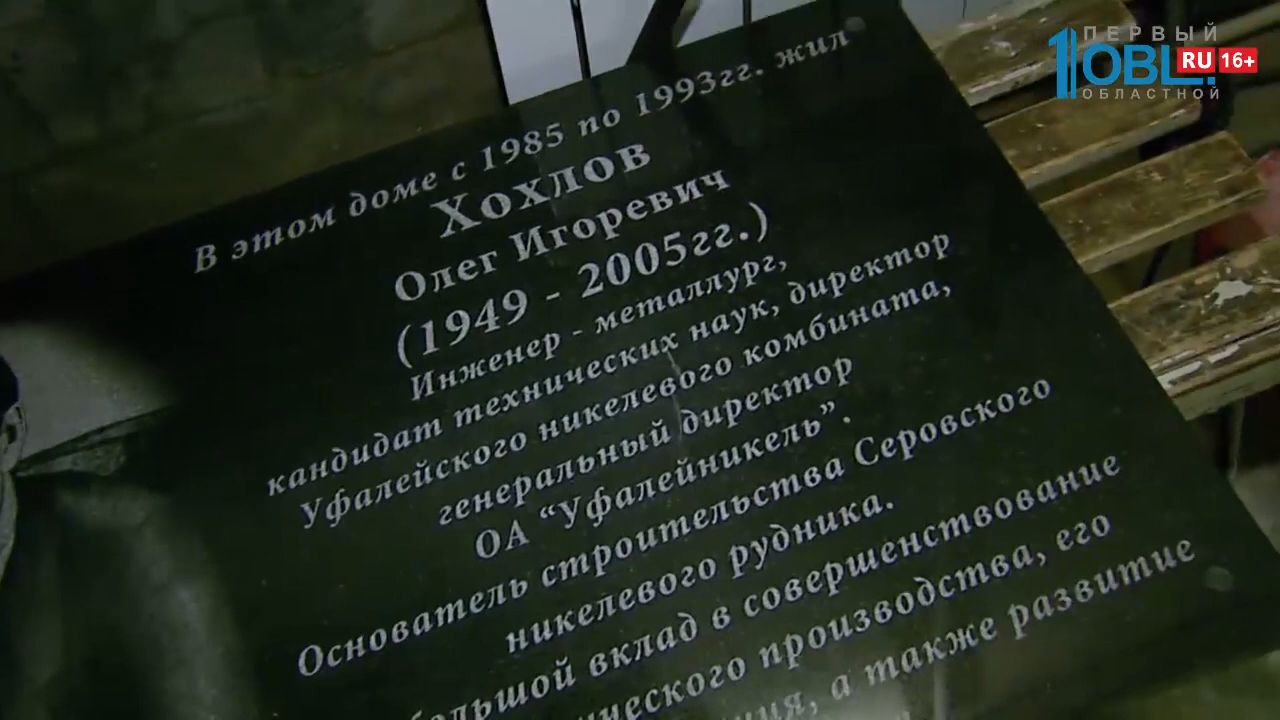 ПЕРВЫЙ
1OBL.RU 16+
ОБЛАСТНОЙ
В этом доме с 1985 по 1993гг. жил
Хохлов
Олег Игоревич
(1949 - 2005гг.)
Инженер - металлург,
кандидат технических наук, директор
Уфалейского никелевого комбината,
генеральный директор
ОА “Уфалейникель”.
Основатель строительства Серовского
никелевого рудника.
вклад в совершенствование
производства, его
а также развитие